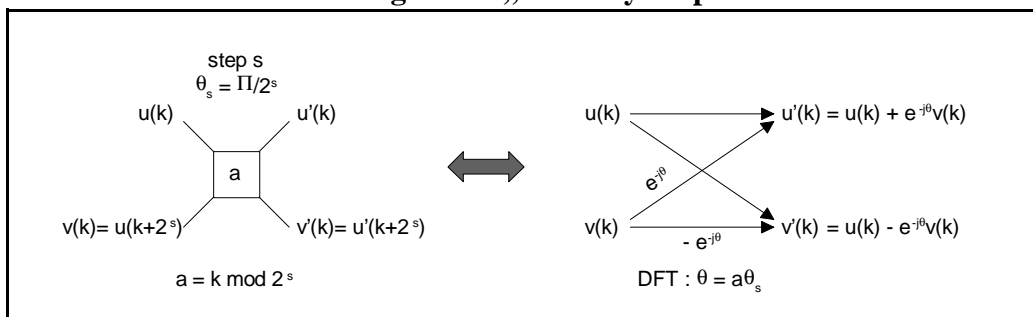 step s
θs = Π/2s
u(k)
u'(k)
a
v(k)= u(k+2s)
v'(k)= u'(k+2s)
a = k mod 2s
u(k)
u'(k) = u(k) + e-jθv(k)
e-jθ
v(k)
- e-jθ
v'(k) = u(k) - e-jθv(k)
DFT : θ = aθs